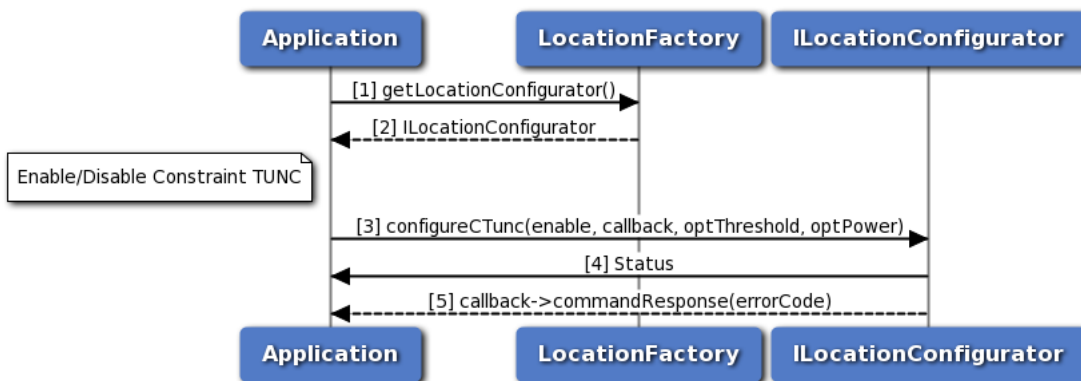 Application
LocationFactory
ILocationConfigurator
[1] getLocationConfigurator()
[2] ILocationConfigurator
Enable/Disable Constraint TUNC
[3] configureCTunc(enable, callback, optThreshold, optPower)
[4] Status
[5] callback->commandResponse(errorCode)
Application
LocationFactory
ILocationConfigurator